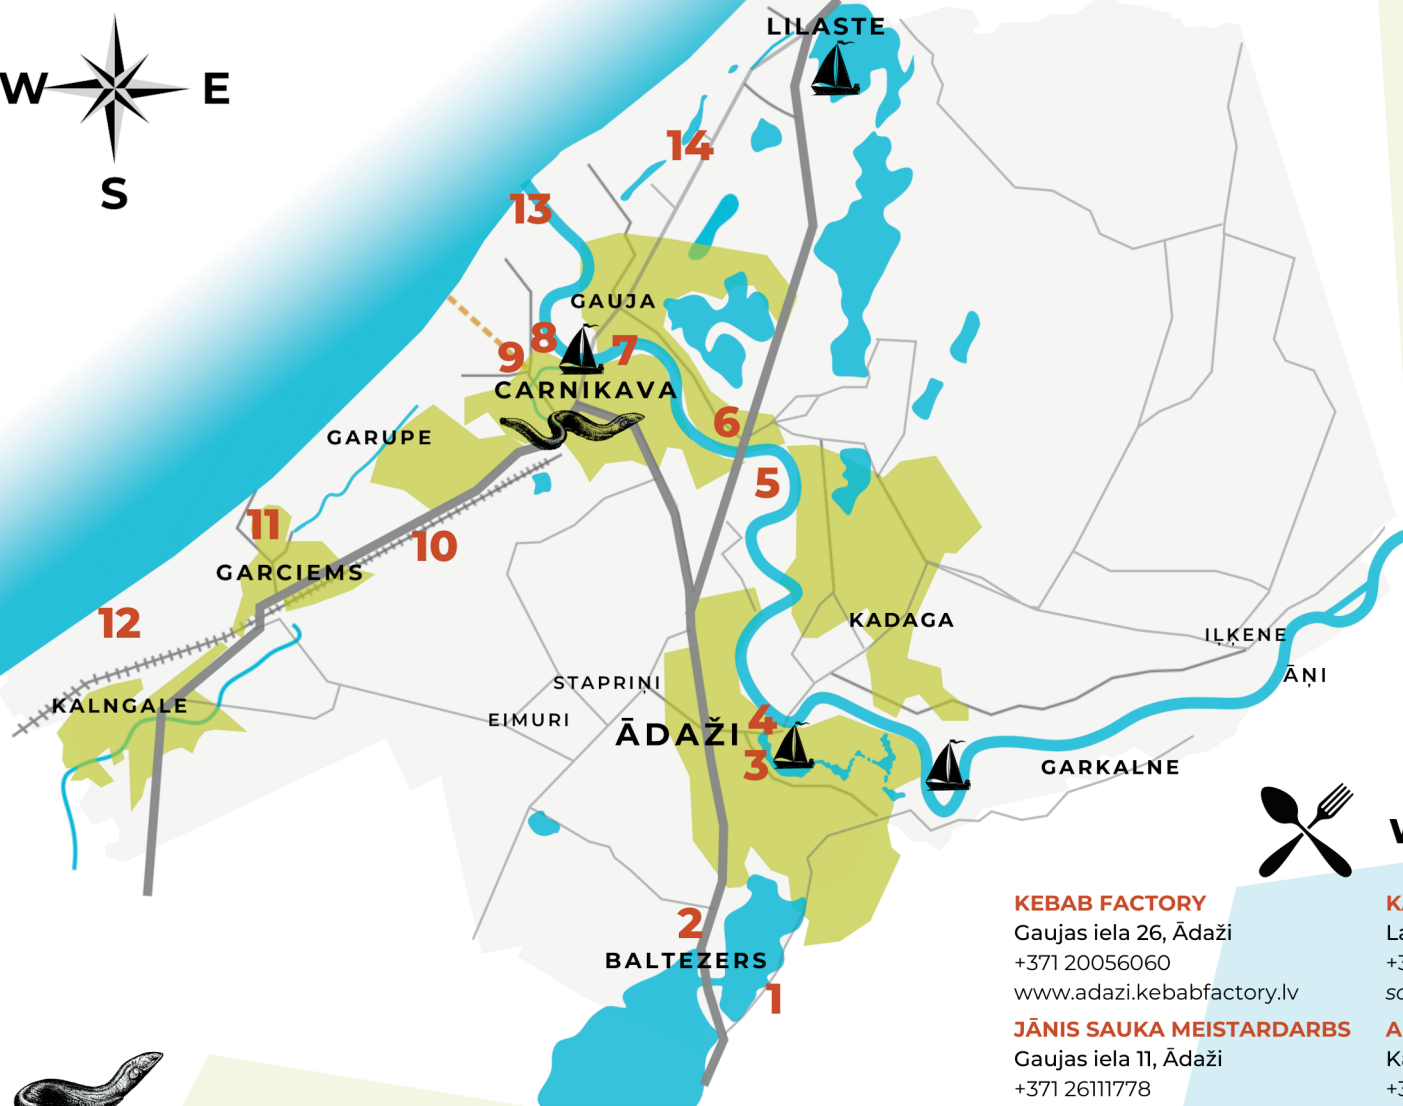 LILASTE
W
E
S
14
13
GAUJA
8
7
9
CARNIKAVA
6
GARUPE
5
11
10
GARCIEMS
12
KADAGA
IĻĶENE
ĀŅI
STAPRIŅI
KALNGALE
EIMURI
4
ĀDAŽI
3
GARKALNE
2
BALTEZERS
1
KEBAB FACTORY
Gaujas iela 26, Ādaži
+371 20056060
www.adazi.kebabfactory.lv
JĀNIS SAUKA MEISTARDARBS
Gaujas iela 11, Ādaži
+371 26111778